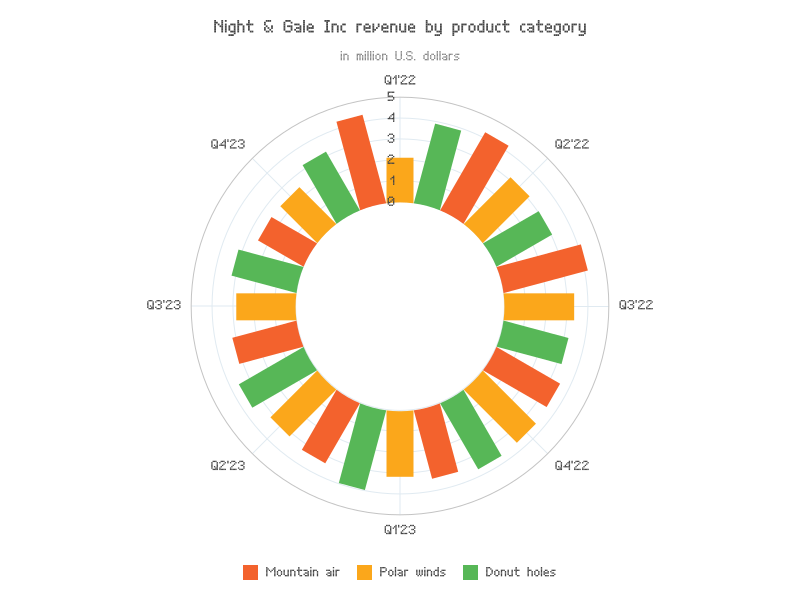 Night & Gale Inc revenue by product category
in million U.S. dollars
Q1'22
5
4
3
2
1
0
Q2'22
Q3'22
Q4'22
Q1'23
Q2'23
Q3'23
Q4'23
Mountain air
Polar winds
Donut holes